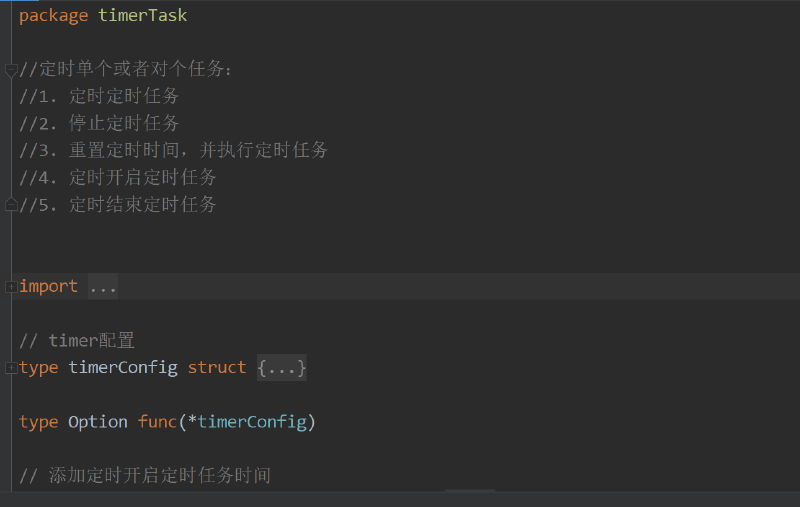 package timerTask
//定时单个或者对个任务：
//1. 定时定时任务
//2. 停止定时任务
//3. 重置定时时间，并执行定时任务
//4. 定时开启定时任务
//5. 定时结束定时任务
import ...
// timer配置
type timerConfig struct {...}
type Option func(*timerConfig)
// 添加定时开启定时任务时间